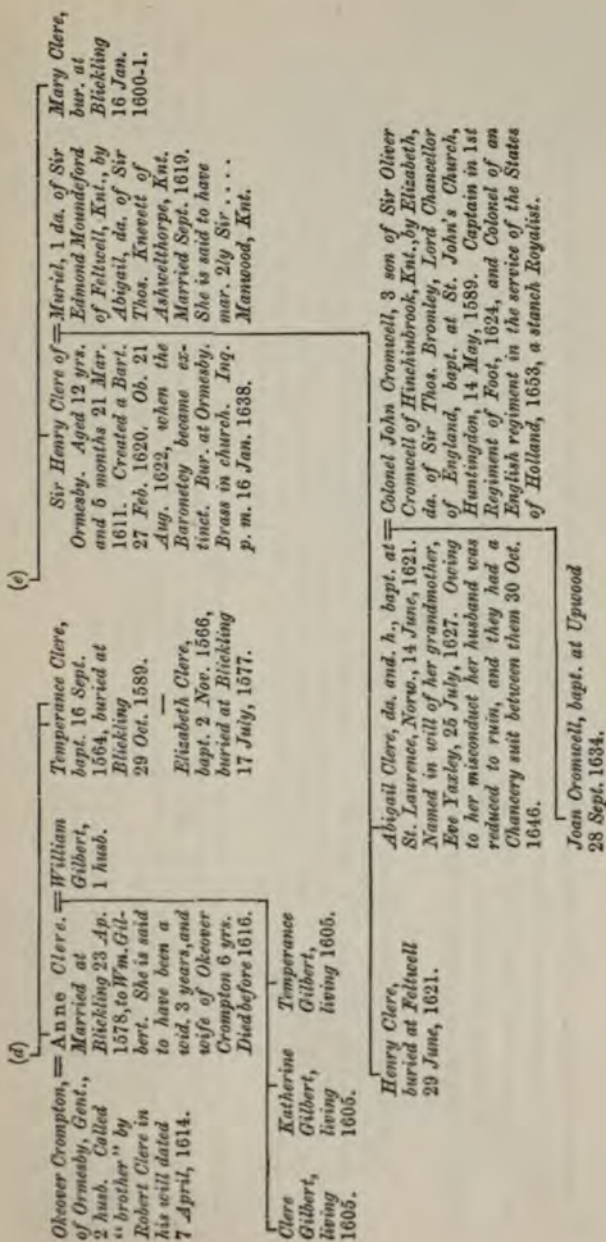 (d)
Okeover Crompton,
of Ormesby, Gent.,
2 husb. Called
"brother" by
Robert Clere in
his will dated
7 April, 1614.
=
Anne Clere.
Married at
Blickling 23 Ap.
1578, to Wm. Gil-
bert. She is said
to have been a
wid. 3 years, and
wife of Okeover
Crompton 6 yrs.
Died before 1616.
=
William
Gilbert,
1 husb.
Temperance Clere,
bapt. 16 Sept.
1564, buried at
Blickling
29 Oct. 1589.
—
Elizabeth Clere,
bapt. 2 Nov. 1566,
buried at Blickling
17 July, 1577.
Clere
Gilbert,
living
1605.
Katherine
Gilbert,
living
1605.
Temperance
Gilbert,
living 1605.
(e)
Sir Henry Clere of
Ormesby. Aged 12 yrs.
and 5 months 21 Mar.
1611. Created a Bart.
27 Feb. 1620. Ob. 21
Aug. 1622, when the
Baronetcy became ex-
tinct. Bur. at Ormesby.
Brass in church. Inq.
p. m. 16 Jan. 1638.
=
Muriel, 1 da. of Sir
Edmond Moundeford
of Feltwell, Knt., by
Abigail, da. of Sir
Thos. Knevett of
Ashwelthorpe, Knt.
Married Sept. 1619.
She is said to have
mar. 2ly Sir . . . .
Manwood, Knt.
Mary Clere,
bur. at
Blickling
16 Jan.
1600-1.
Henry Clere,
buried at Feltwell
29 June, 1621.
Abigail Clere, da. and. h., bapt. at
St. Laurence, Norw., 14 June, 1621.
Named in will of her grandmother,
Eve Yaxley, 25 July, 1627. Owing
to her misconduct her husband was
reduced to ruin, and they had a
Chancery suit between them 30 Oct.
1646.
=
Colonel John Cromwell, 3 son of Sir Oliver
Cromwell of Hinchinbrook, Knt., by Elizabeth,
da. of Sir Thos. Bromley, Lord Chancellor
of England, bapt. at St. John's Church,
Huntingdon, 14 May, 1589. Captain in 1st
Regiment of Foot, 1624, and Colonel of an
English regiment in the service of the States
of Holland, 1653, a stanch Royalist.
Joan Cromwell, bapt. at Upwood
28 Sept. 1634.